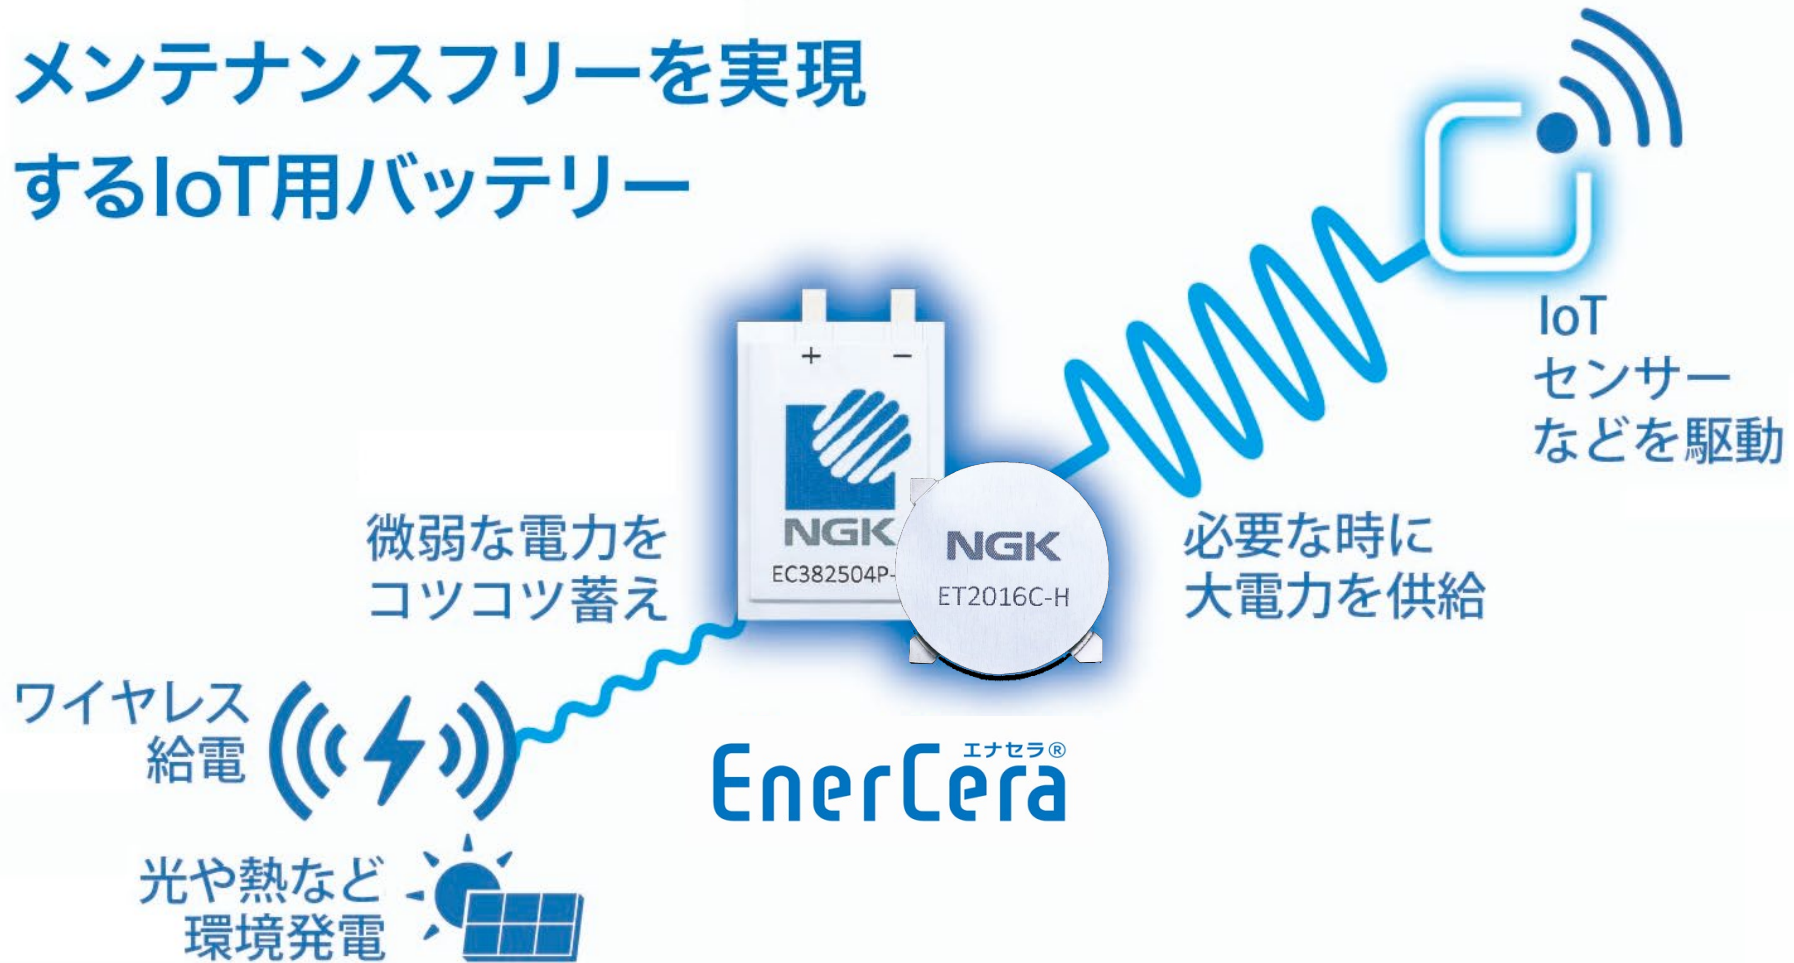 メンテナンスフリーを実現
するIoT用バッテリー
+ −
NGK
EC382504P-
NGK
ET2016C-H
微弱な電力を
コツコツ蓄え
必要な時に
大電力を供給
IoT
センサー
などを駆動
ワイヤレス
給電
光や熱など
環境発電
エナセラ®
EnerCera